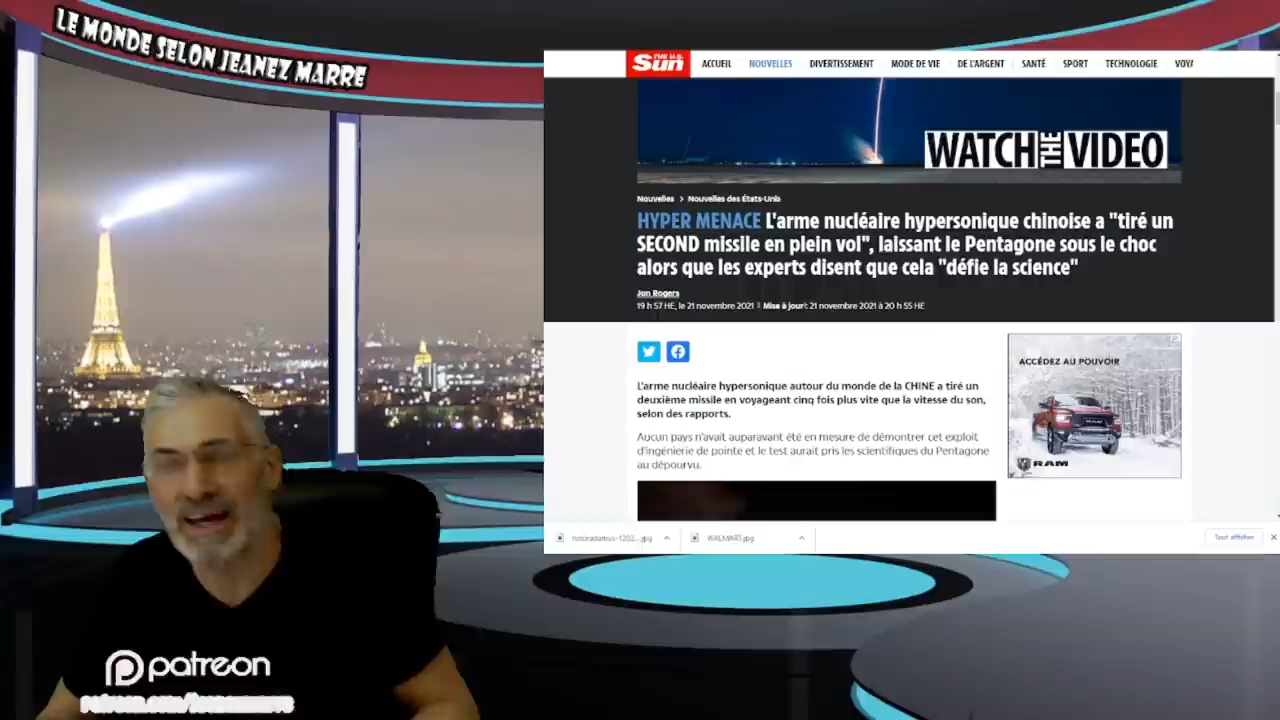 LE MONDE SELON JEANEZ MARRE
THE U.S. Sun
ACCUEIL NOUVELLES DIVERTISSEMENT MODE DE VIE DE L'ARGENT SANTÉ SPORT TECHNOLOGIE VOYA
WATCH THE VIDEO
Nouvelles > Nouvelles des États-Unis
HYPER MENACE L'arme nucléaire hypersonique chinoise a "tiré un
SECOND missile en plein vol", laissant le Pentagone sous le choc
alors que les experts disent que cela "défie la science"
Jon Rogers
19 h 57 HE, le 21 novembre 2021 | Mise à jour : 21 novembre 2021 à 20 h 55 HE
L'arme nucléaire hypersonique autour du monde de la CHINE a tiré un
deuxième missile en voyageant cinq fois plus vite que la vitesse du son,
selon des rapports.
Aucun pays n'avait auparavant été en mesure de démontrer cet exploit
d'ingénierie de pointe et le test aurait pris les scientifiques du Pentagone
au dépourvu.
ACCÉDEZ AU POUVOIR
RAM
WALMART.jpg
Tout afficher
patreon